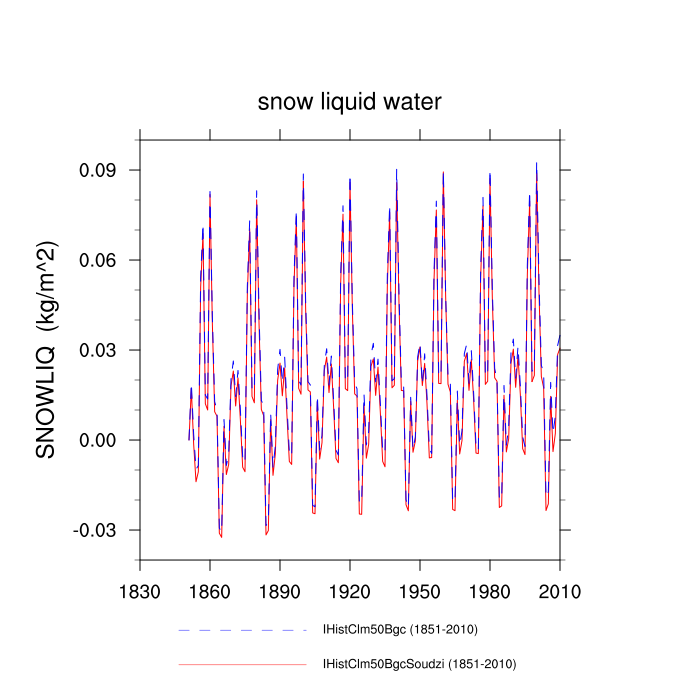 snow liquid water
SNOWLIQ (kg/m^2)
0.09
0.06
0.03
0.00
-0.03
1830 1860 1890 1920 1950 1980 2010
IHistClm50Bgc (1851-2010)
IHistClm50BgcSoudzi (1851-2010)